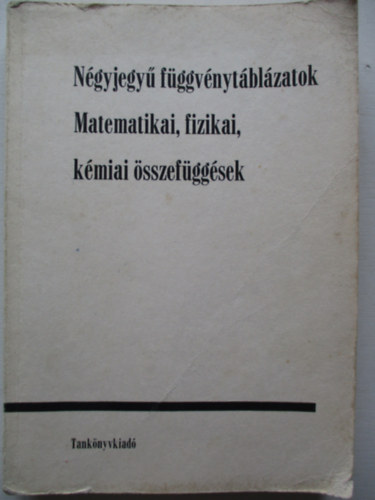 Négyjegyű függvénytáblázatok
Matematikai, fizikai,
kémiai összefüggések
Tankönyvkiadó